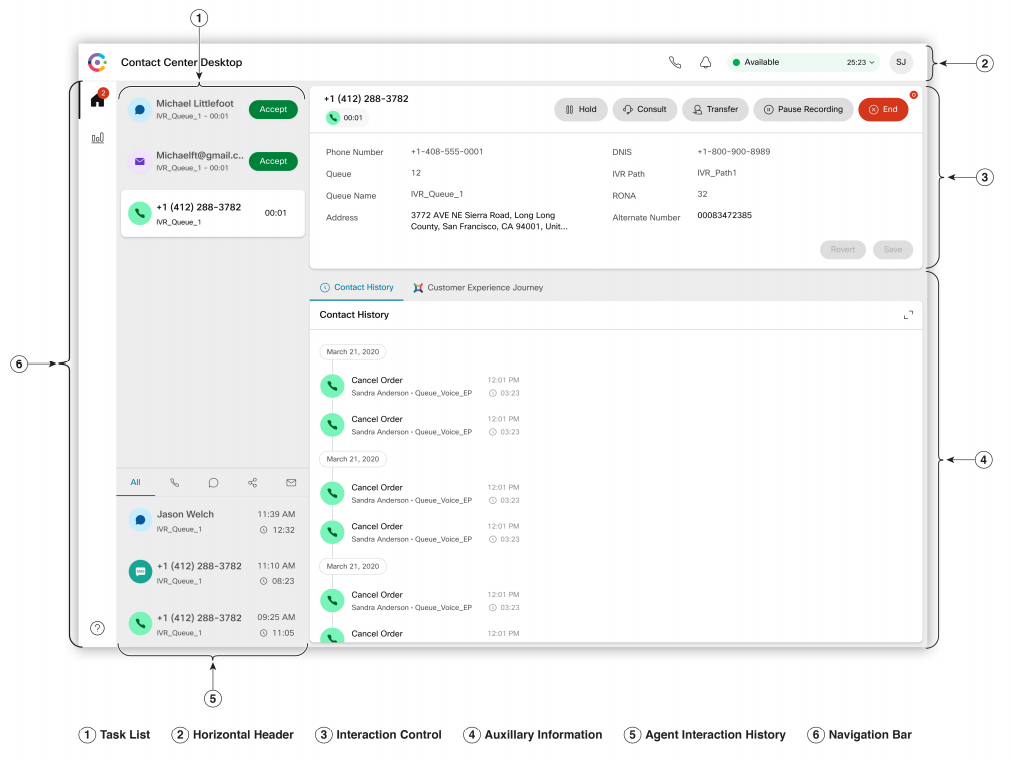 1
Contact Center Desktop
Available
25:23
SJ
2
2
Michael Littlefoot
IVR_Queue_1 - 00:01
Accept
Michaelft@gmail.c..
IVR_Queue_1 - 00:01
Accept
+1 (412) 288-3782
IVR_Queue_1
00:01
+1 (412) 288-3782
00:01
Hold
Consult
Transfer
Pause Recording
End
0
Phone Number
+1-408-555-0001
DNIS
+1-800-900-8989
Queue
12
IVR Path
IVR_Path1
Queue Name
IVR_Queue_1
RONA
32
Address
3772 AVE NE Sierra Road, Long Long
County, San Francisco, CA 94001, Unit...
Alternate Number
00083472385
Revert
Save
3
Contact History
Customer Experience Journey
Contact History
March 21, 2020
Cancel Order
12:01 PM
Sandra Anderson - Queue_Voice_EP
03:23
Cancel Order
12:01 PM
Sandra Anderson - Queue_Voice_EP
03:23
March 21, 2020
Cancel Order
12:01 PM
Sandra Anderson - Queue_Voice_EP
03:23
Cancel Order
12:01 PM
Sandra Anderson - Queue_Voice_EP
03:23
March 21, 2020
Cancel Order
12:01 PM
Sandra Anderson - Queue_Voice_EP
03:23
Cancel Order
12:01 PM
4
6
All
Jason Welch
11:39 AM
IVR_Queue_1
12:32
+1 (412) 288-3782
11:10 AM
IVR_Queue_1
08:23
+1 (412) 288-3782
09:25 AM
IVR_Queue_1
11:05
?
5
1 Task List
2 Horizontal Header
3 Interaction Control
4 Auxillary Information
5 Agent Interaction History
6 Navigation Bar